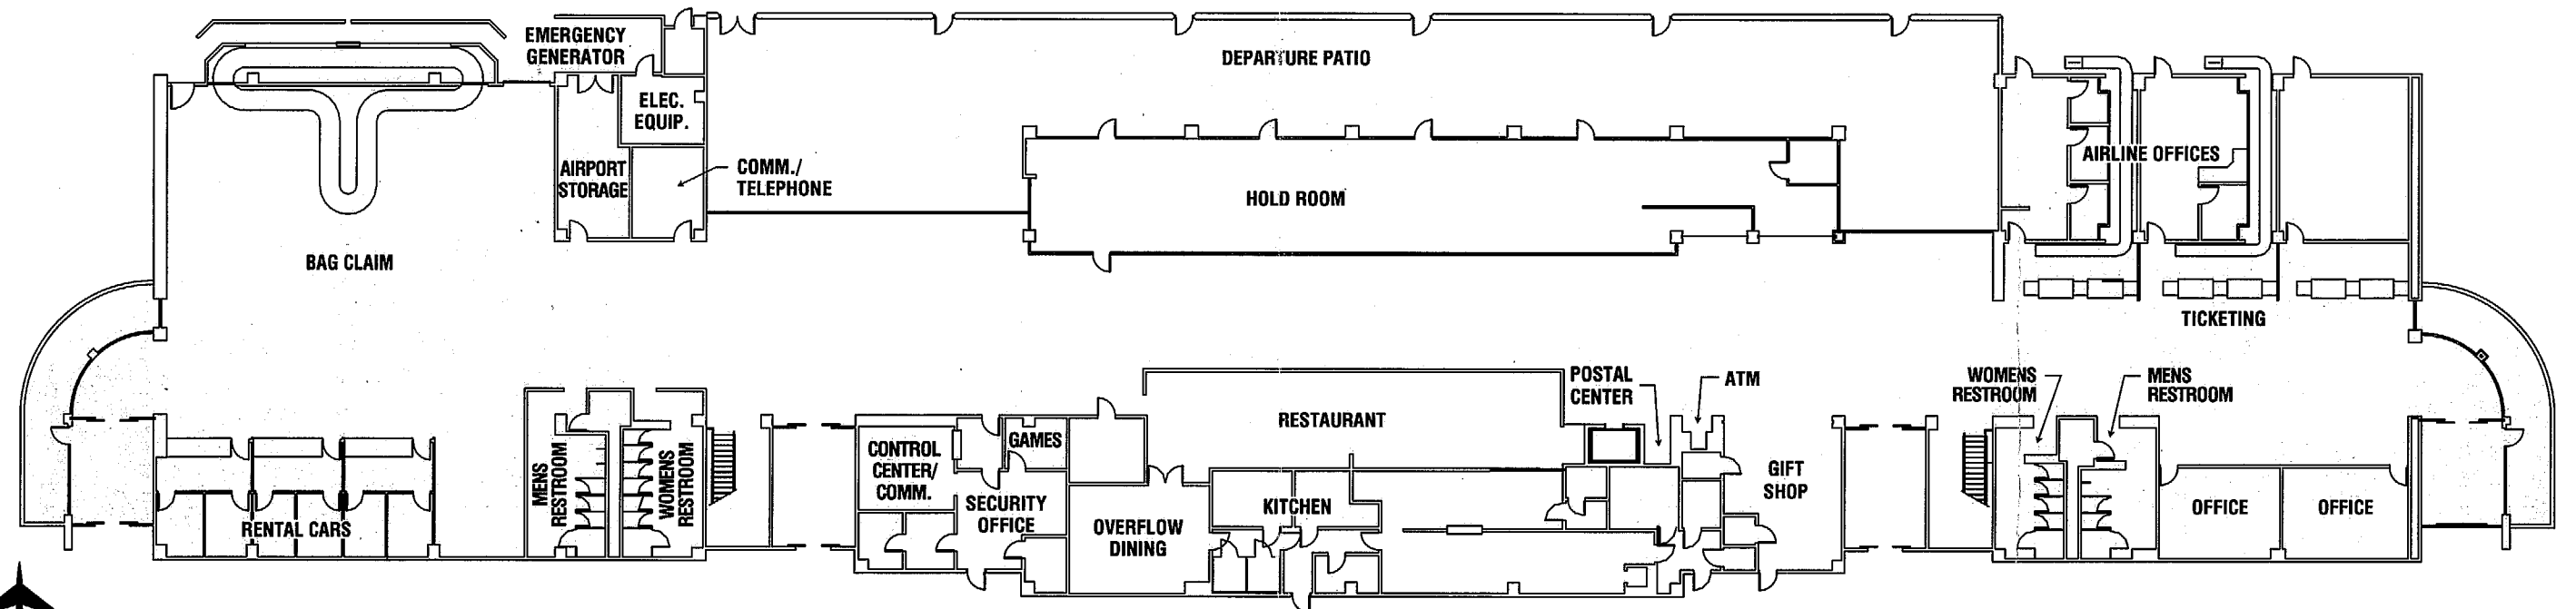 EMERGENCY
GENERATOR
DEPARTURE PATIO
ELEC.
EQUIP.
AIRPORT
STORAGE
COMM./
TELEPHONE
HOLD ROOM
AIRLINE OFFICES
BAG CLAIM
TICKETING
RENTAL CARS
MENS
RESTROOM
WOMENS
RESTROOM
CONTROL
CENTER/
COMM.
GAMES
SECURITY
OFFICE
OVERFLOW
DINING
RESTAURANT
KITCHEN
POSTAL
CENTER
ATM
GIFT
SHOP
WOMENS
RESTROOM
MENS
RESTROOM
OFFICE
OFFICE